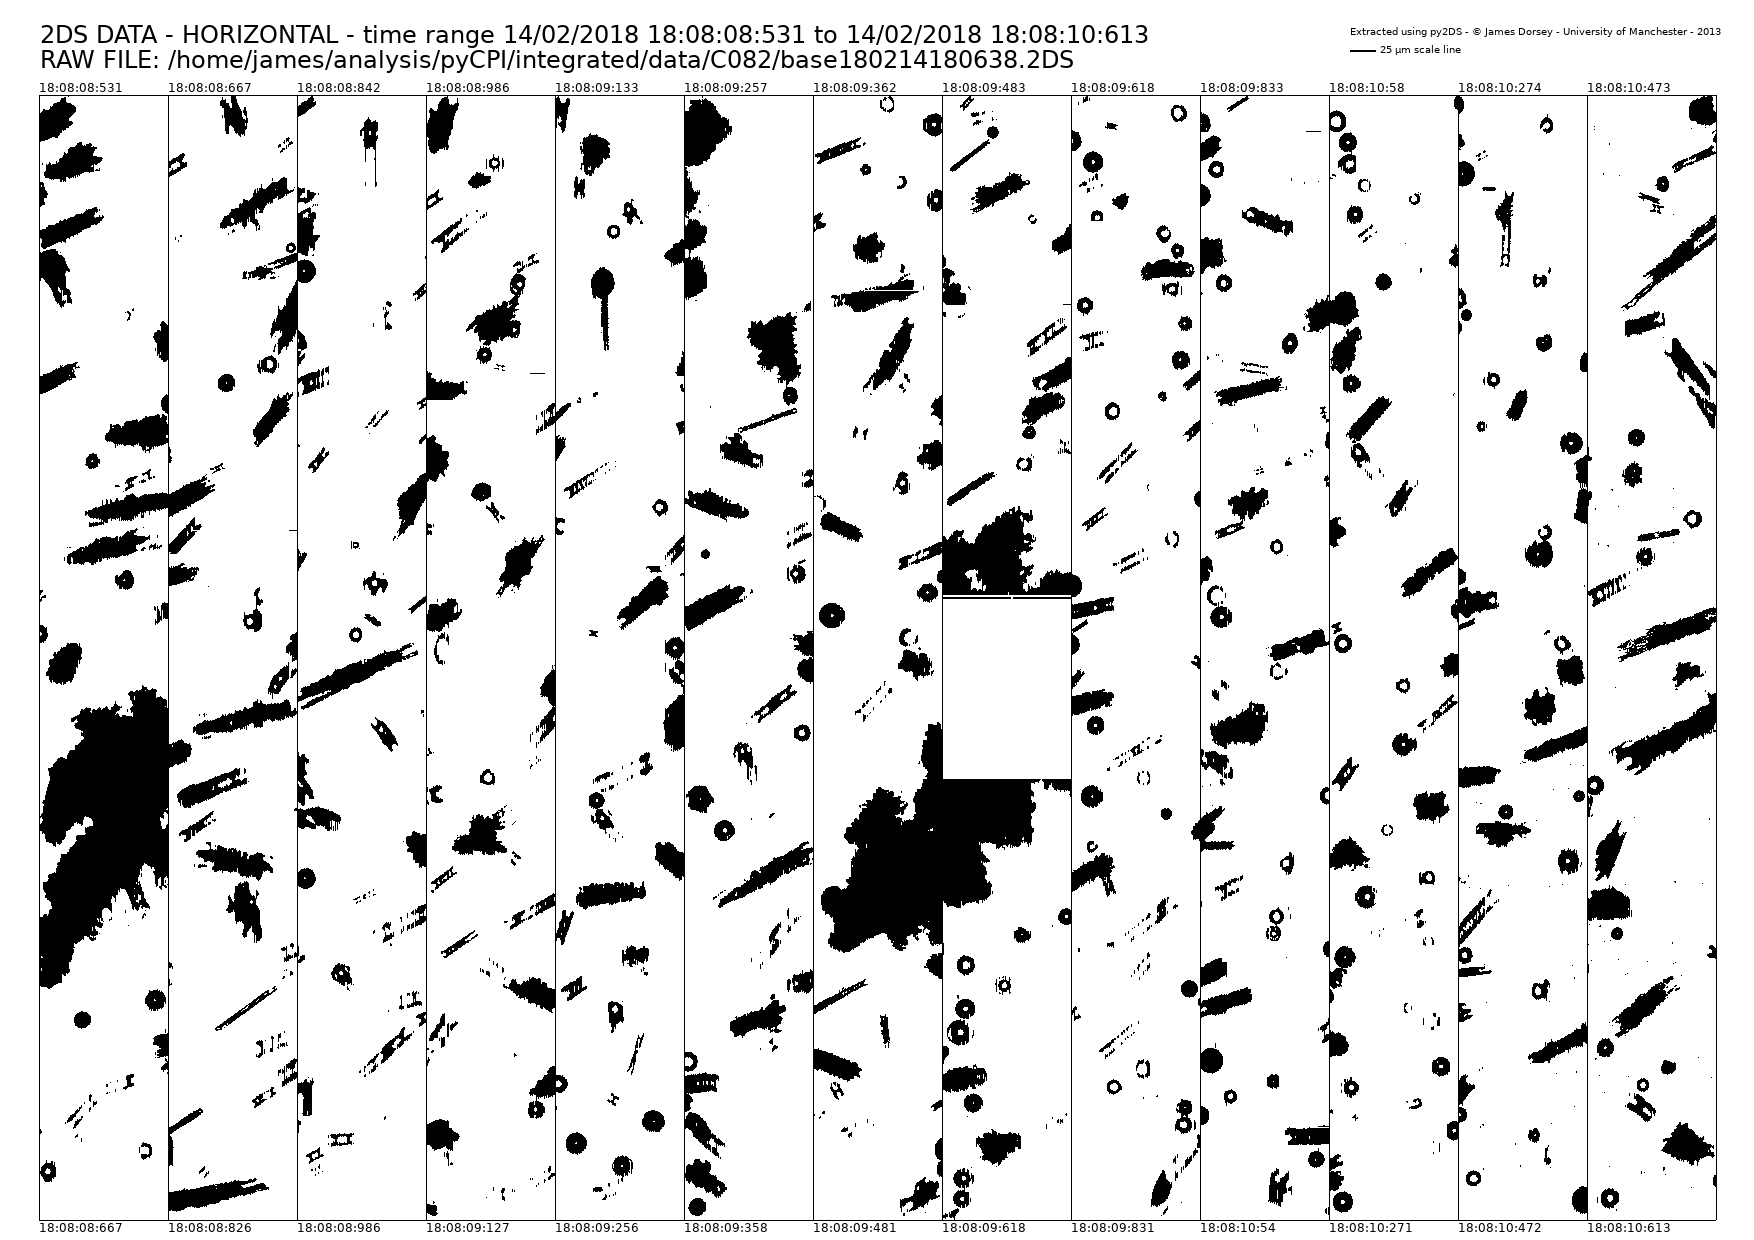 2DS DATA - HORIZONTAL - time range 14/02/2018 18:08:08:531 to 14/02/2018 18:08:10:613
RAW FILE: /home/james/analysis/pyCPI/integrated/data/C082/base180214180638.2DS
Extracted using py2DS - © James Dorsey - University of Manchester - 2013
25 µm scale line
18:08:08:531 18:08:08:667 18:08:08:842 18:08:08:986 18:08:09:133 18:08:09:257 18:08:09:362 18:08:09:483 18:08:09:618 18:08:09:833 18:08:10:58 18:08:10:274 18:08:10:473
18:08:08:667 18:08:08:826 18:08:08:986 18:08:09:127 18:08:09:256 18:08:09:358 18:08:09:481 18:08:09:618 18:08:09:831 18:08:10:54 18:08:10:271 18:08:10:472 18:08:10:613